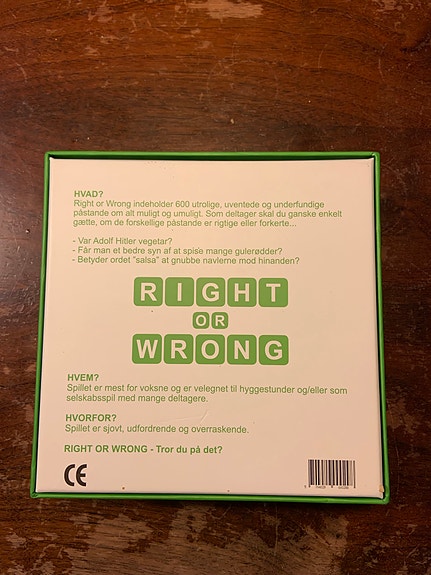 HVAD?
Right or Wrong indeholder 600 utrolige, uventede og underfundige
påstande om alt muligt og umuligt. Som deltager skal du ganske enkelt
gætte, om de forskellige påstande er rigtige eller forkerte...
- Var Adolf Hitler vegetar?
- Får man et bedre syn af at spise mange gulerødder?
- Betyder ordet "salsa" at gnubbe navlerne mod hinanden?
RIGHT
OR
WRONG
HVEM?
Spillet er mest for voksne og er velegnet til hyggestunder og/eller som
selskabsspil med mange deltagere.
HVORFOR?
Spillet er sjovt, udfordrende og overraskende.
RIGHT OR WRONG - Tror du på det?
CE